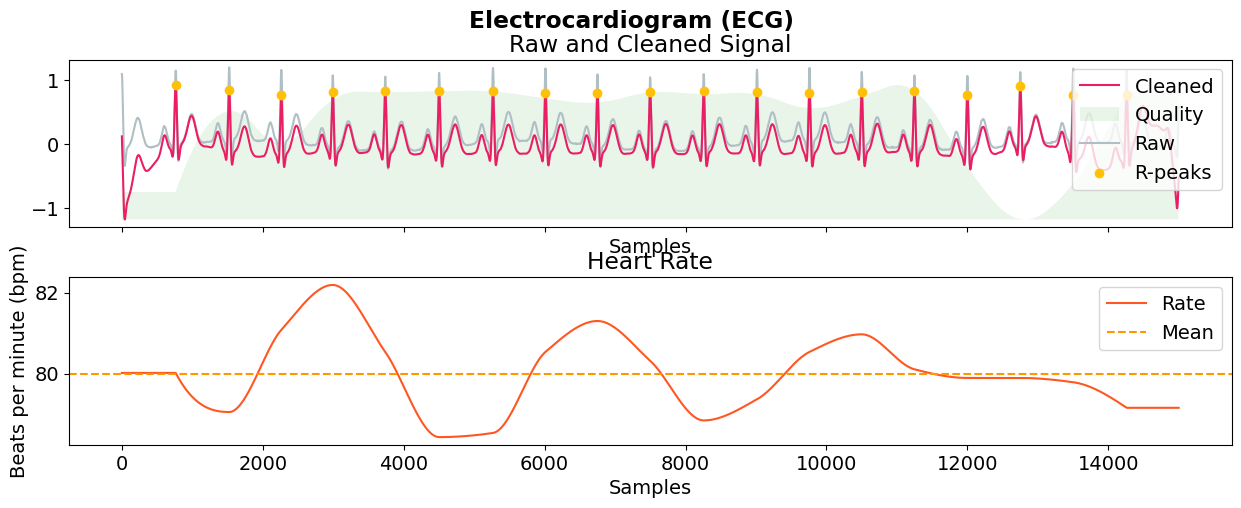 Electrocardiogram (ECG)
Raw and Cleaned Signal
1
0
−1
Cleaned
Quality
Raw
R-peaks
Samples
Heart Rate
Beats per minute (bpm)
82
80
Rate
Mean
0 2000 4000 6000 8000 10000 12000 14000
Samples